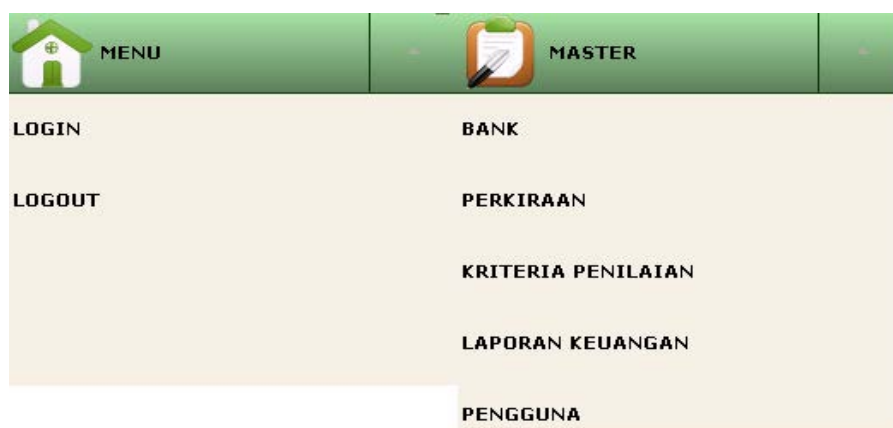 MENU
LOGIN
LOGOUT
MASTER
BANK
PERKIRAAN
KRITERIA PENILAIAN
LAPORAN KEUANGAN
PENGGUNA